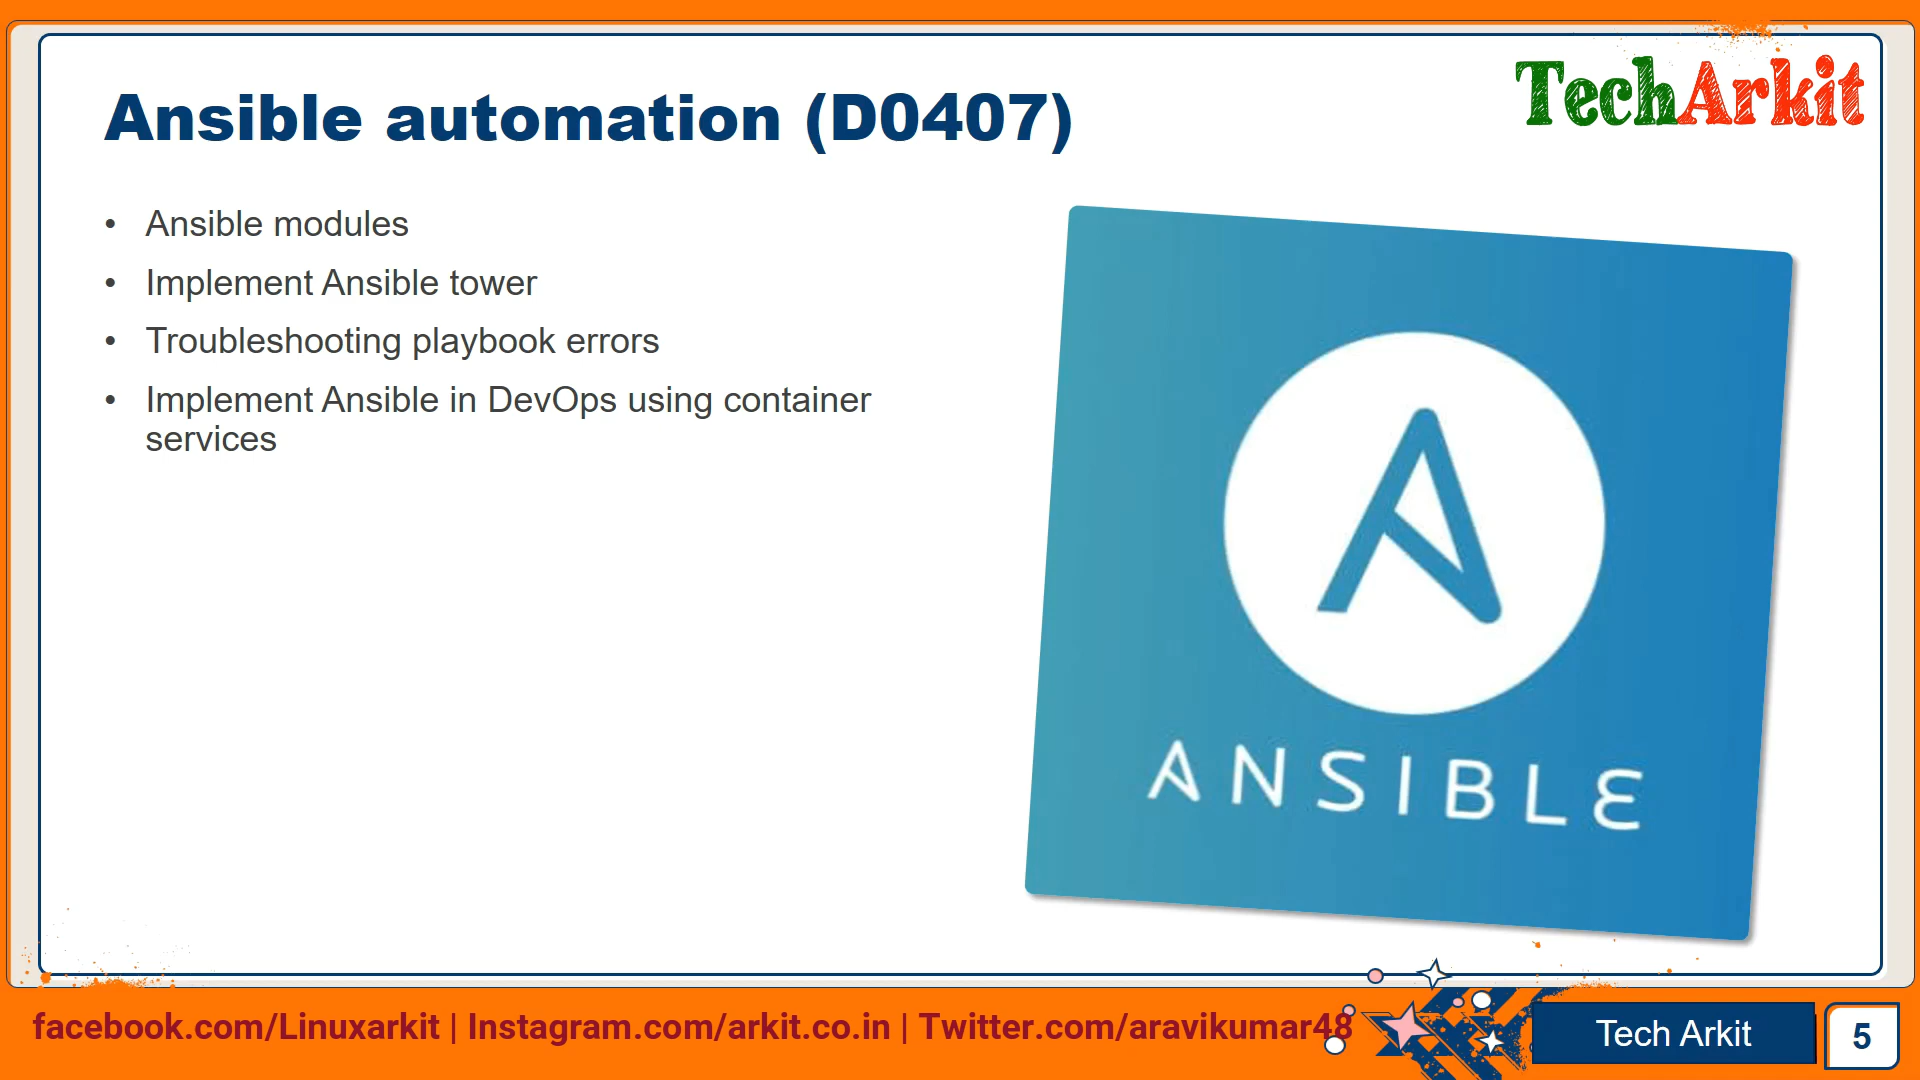 TechArkit
Ansible automation (D0407)
• Ansible modules
• Implement Ansible tower
• Troubleshooting playbook errors
• Implement Ansible in DevOps using container
services
ANSIBLE
facebook.com/Linuxarkit | Instagram.com/arkit.co.in | Twitter.com/aravikumar48
Tech Arkit
5